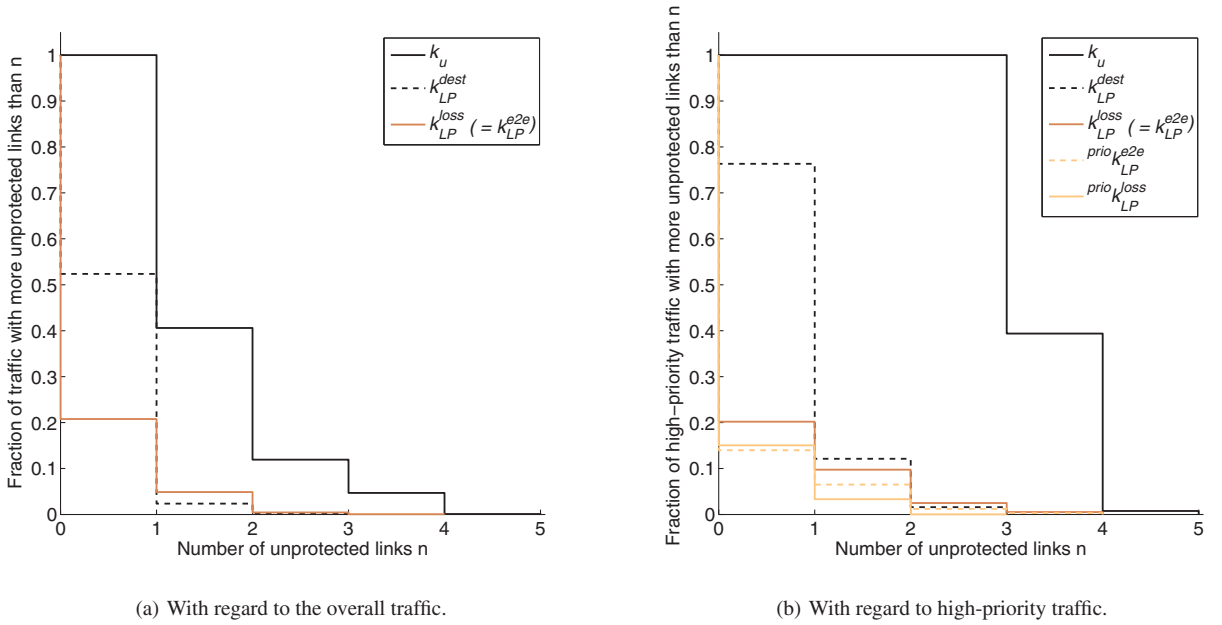 Fraction of traffic with more unprotected links than n
1
0.9
0.8
0.7
0.6
0.5
0.4
0.3
0.2
0.1
0
0 1 2 3 4 5
Number of unprotected links n
k_u
k_LP^dest
k_LP^loss (= k_LP^e2e)
(a) With regard to the overall traffic.
Fraction of high−priority traffic with more unprotected links than n
1
0.9
0.8
0.7
0.6
0.5
0.4
0.3
0.2
0.1
0
0 1 2 3 4 5
Number of unprotected links n
k_u
k_LP^dest
k_LP^loss (= k_LP^e2e)
^prio k_LP^e2e
^prio k_LP^loss
(b) With regard to high-priority traffic.